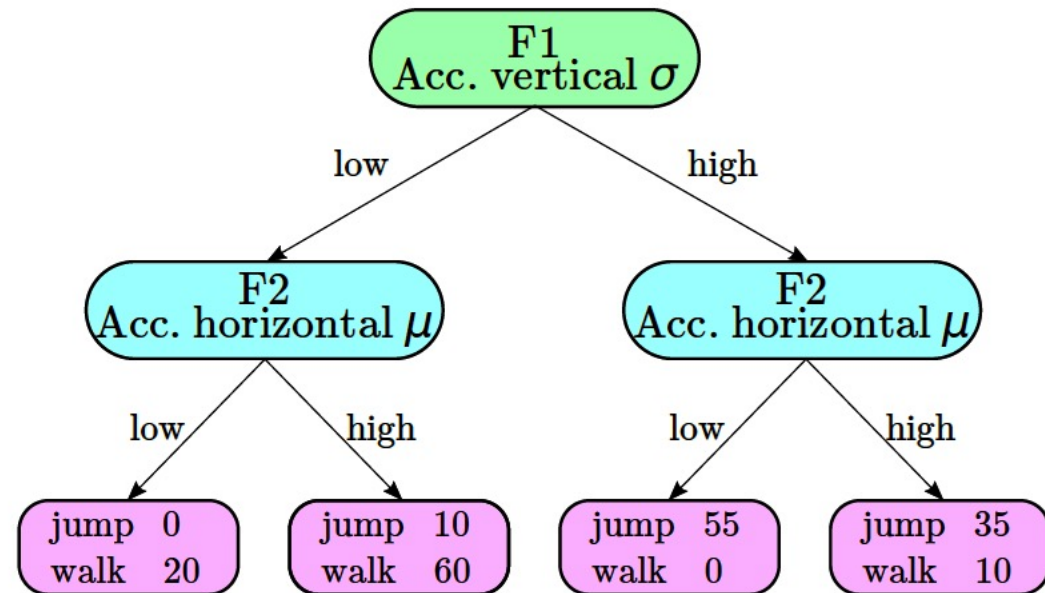 F1
Acc. vertical σ
low
high
F2
Acc. horizontal μ
F2
Acc. horizontal μ
low
high
low
high
jump 0
walk 20
jump 10
walk 60
jump 55
walk 0
jump 35
walk 10